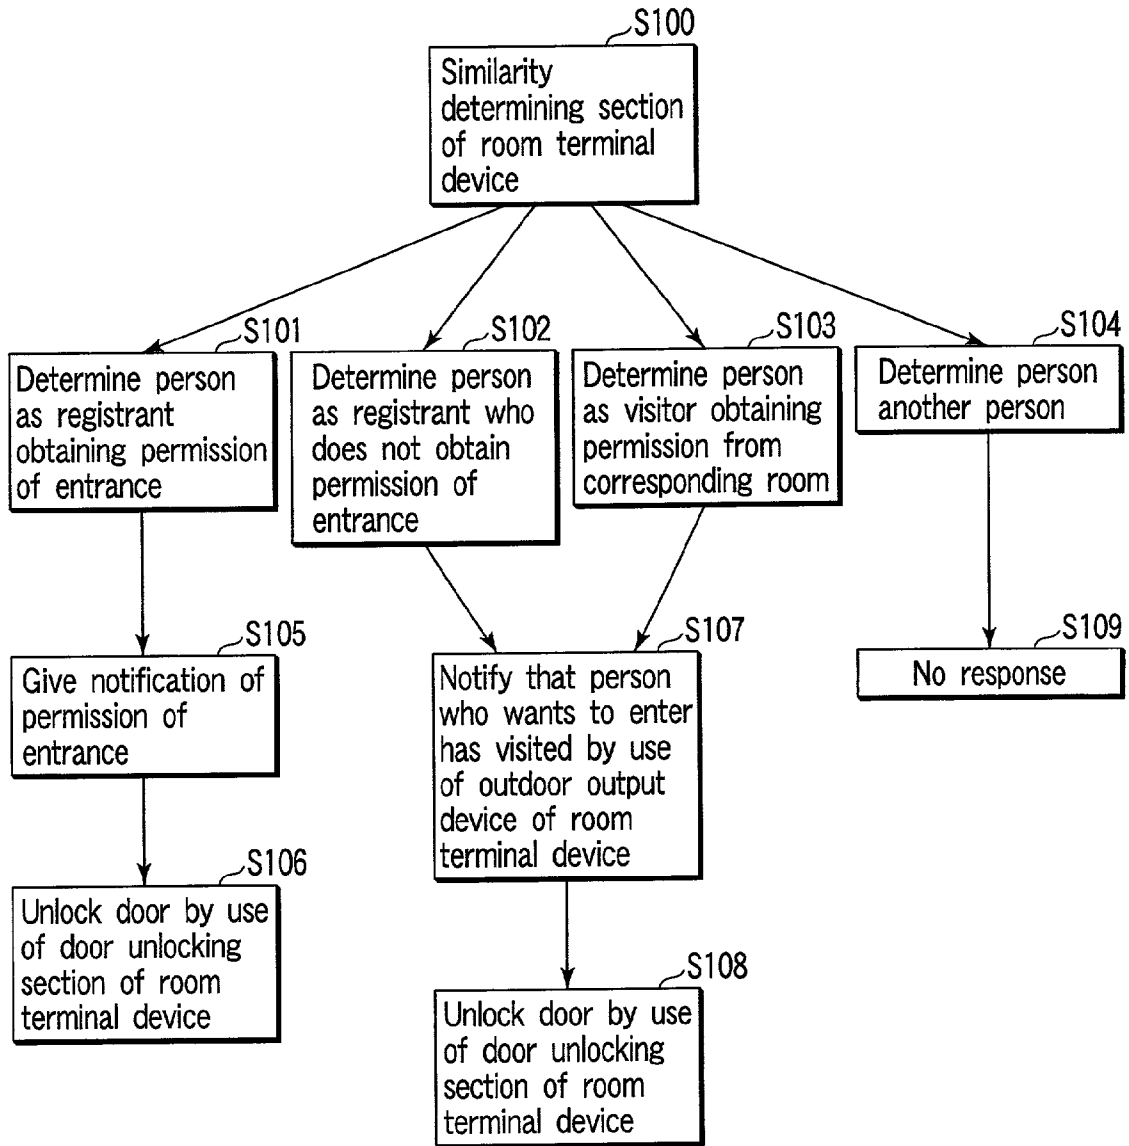 S100
Similarity
determining section
of room terminal
device
S101
Determine person
as registrant
obtaining permission
of entrance
S102
Determine person
as registrant who
does not obtain
permission of
entrance
S103
Determine person
as visitor obtaining
permission from
corresponding room
S104
Determine person
another person
S105
Give notification of
permission of
entrance
S107
Notify that person
who wants to enter
has visited by use
of outdoor output
device of room
terminal device
S109
No response
S106
Unlock door by use
of door unlocking
section of room
terminal device
S108
Unlock door by use
of door unlocking
section of room
terminal device